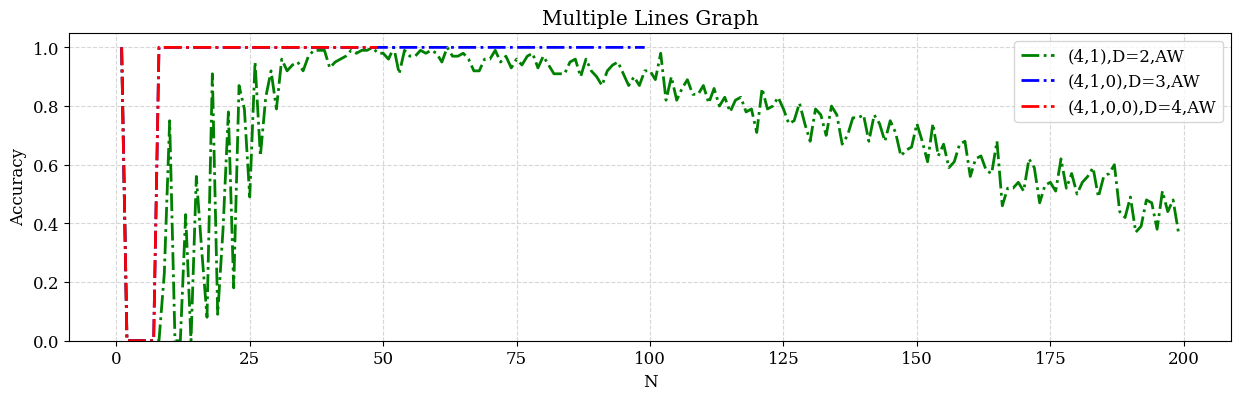 Multiple Lines Graph
1.0
0.8
0.6
0.4
0.2
0.0
Accuracy
0 25 50 75 100 125 150 175 200
N
(4,1),D=2,AW
(4,1,0),D=3,AW
(4,1,0,0),D=4,AW